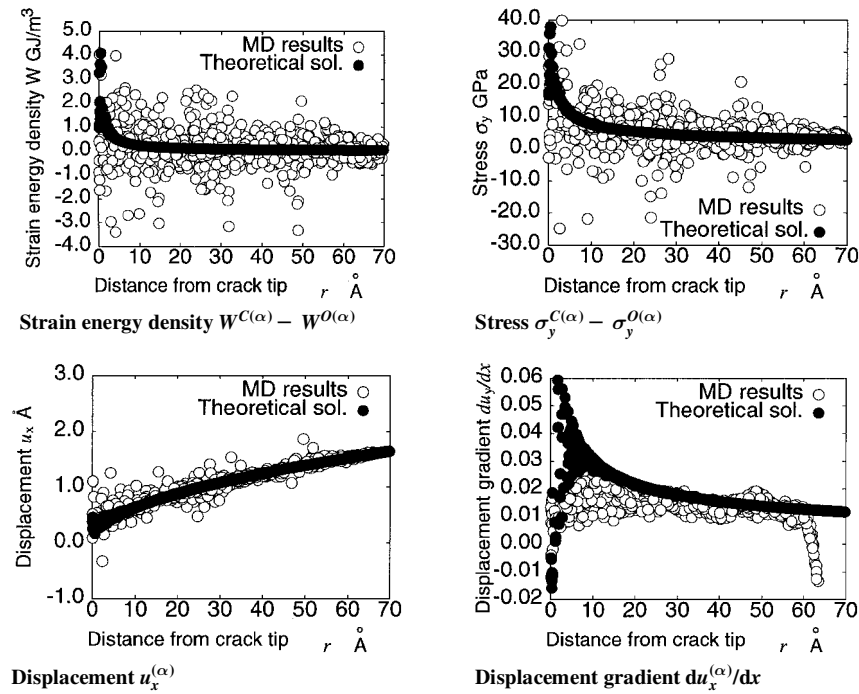 Strain energy density W GJ/m³
5.0
4.0
3.0
2.0
1.0
0.0
-1.0
-2.0
-3.0
-4.0
MD results
Theoretical sol.
0 10 20 30 40 50 60 70
Distance from crack tip r Å
Strain energy density W^{C(α)} − W^{O(α)}
Stress σ_y GPa
40.0
30.0
20.0
10.0
0.0
-10.0
-20.0
-30.0
MD results
Theoretical sol.
0 10 20 30 40 50 60 70
Distance from crack tip r Å
Stress σ_y^{C(α)} − σ_y^{O(α)}
Displacement u_x Å
3.0
2.0
1.0
0.0
-1.0
MD results
Theoretical sol.
0 10 20 30 40 50 60 70
Distance from crack tip r Å
Displacement u_x^{(α)}
Displacement gradient du_y/dx
0.06
0.05
0.04
0.03
0.02
0.01
0.00
-0.01
-0.02
MD results
Theoretical sol.
0 10 20 30 40 50 60 70
Distance from crack tip r Å
Displacement gradient du_x^{(α)}/dx